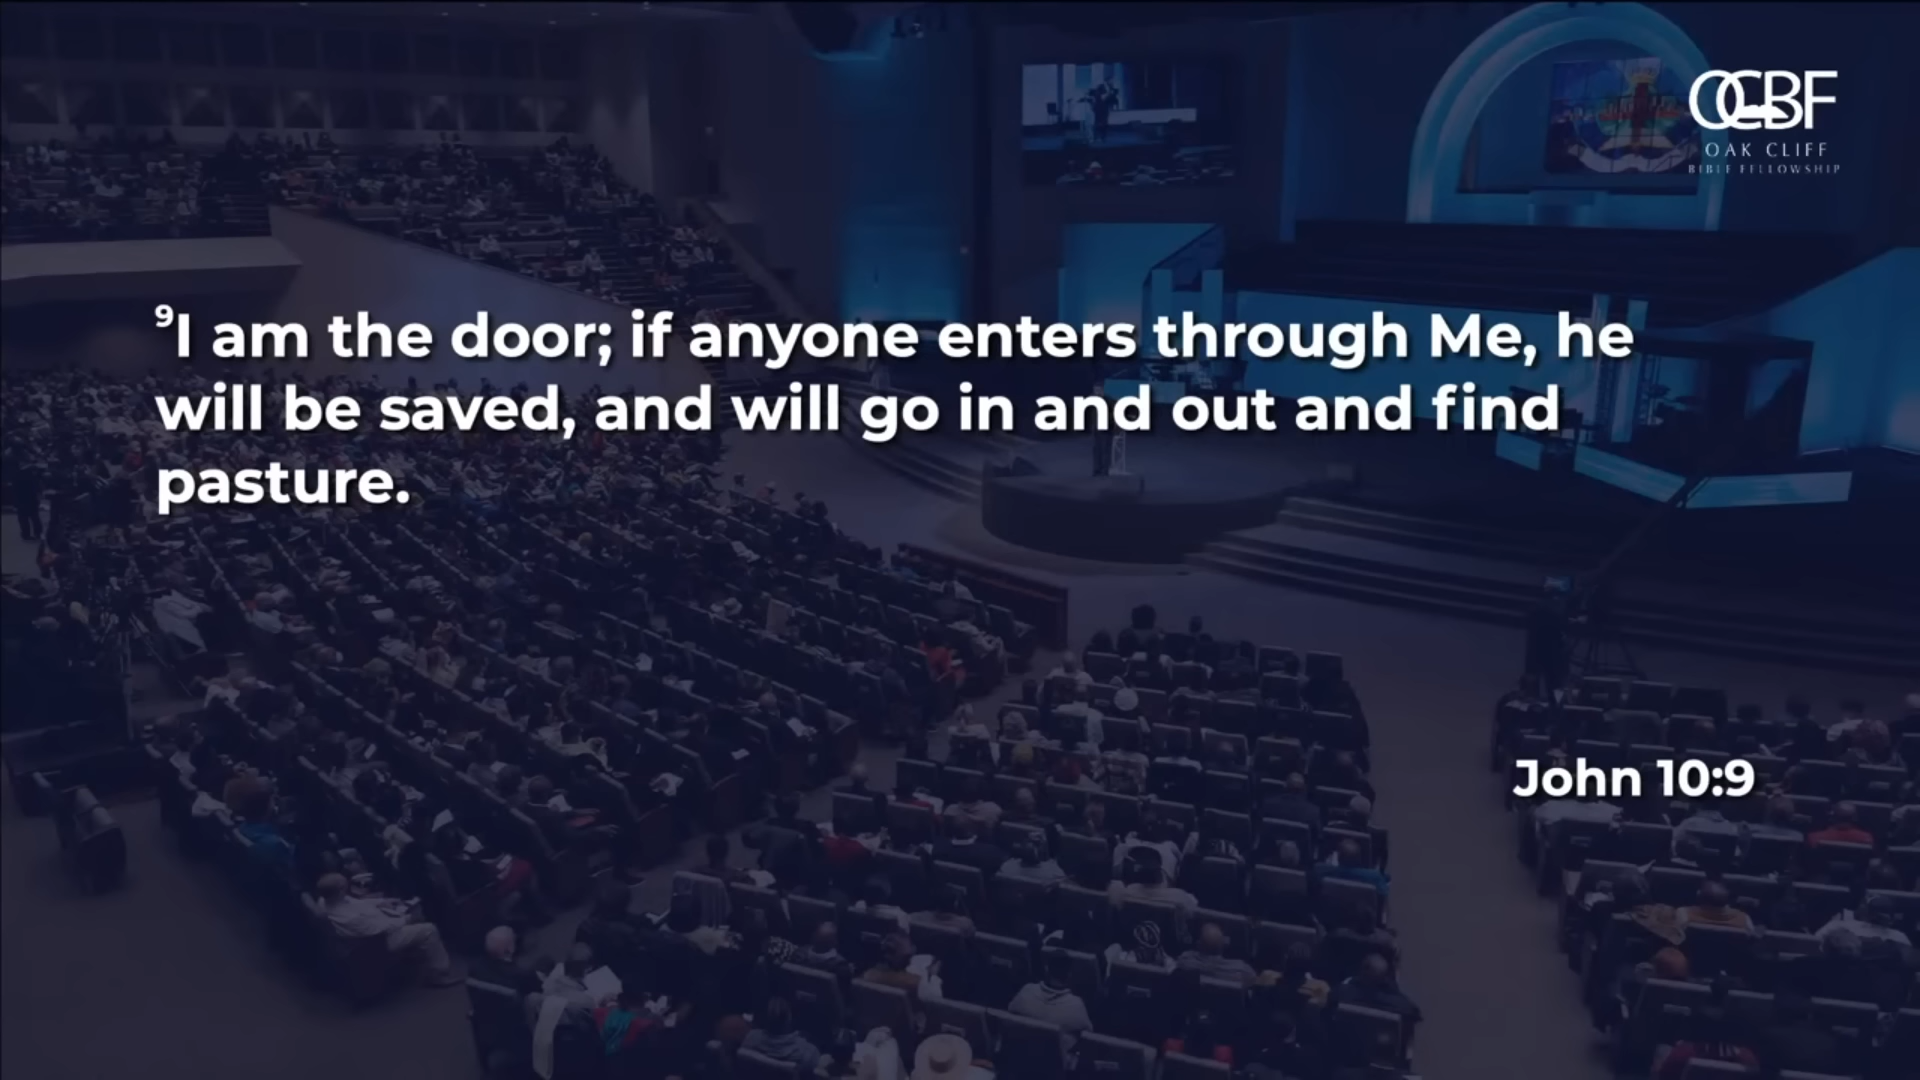 OCBF
OAK CLIFF
BIBLE FELLOWSHIP
⁹I am the door; if anyone enters through Me, he
will be saved, and will go in and out and find
pasture.
John 10:9